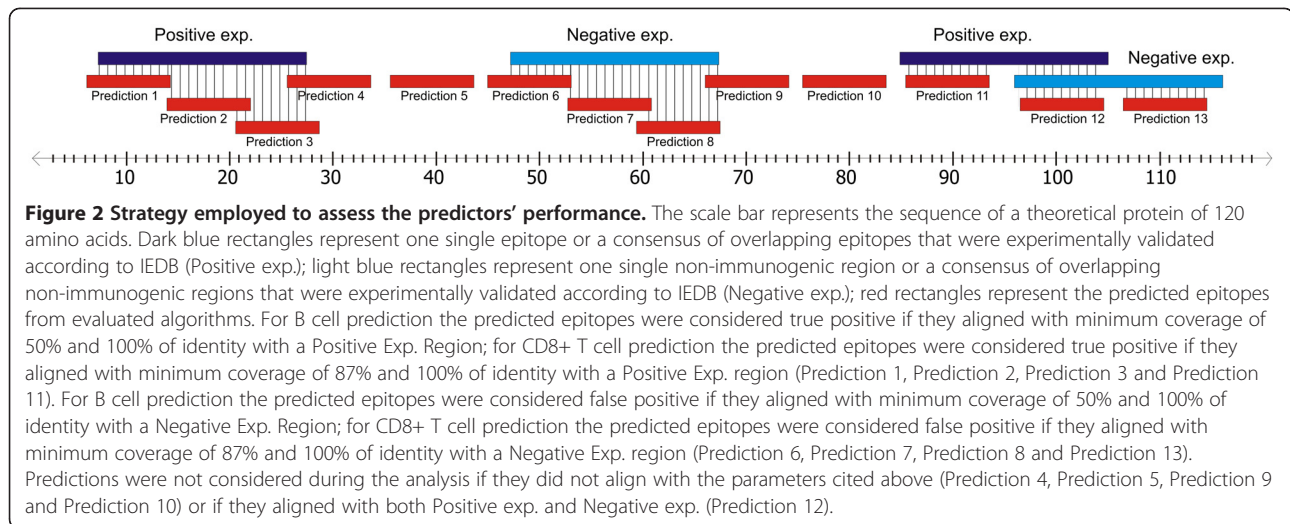 Positive exp.
Negative exp.
Positive exp.
Negative exp.
Prediction 1
Prediction 4
Prediction 5
Prediction 6
Prediction 9
Prediction 10
Prediction 11
Prediction 2
Prediction 7
Prediction 12
Prediction 13
Prediction 3
Prediction 8
10 20 30 40 50 60 70 80 90 100 110
Figure 2 Strategy employed to assess the predictors' performance. The scale bar represents the sequence of a theoretical protein of 120
amino acids. Dark blue rectangles represent one single epitope or a consensus of overlapping epitopes that were experimentally validated
according to IEDB (Positive exp.); light blue rectangles represent one single non-immunogenic region or a consensus of overlapping
non-immunogenic regions that were experimentally validated according to IEDB (Negative exp.); red rectangles represent the predicted epitopes
from evaluated algorithms. For B cell prediction the predicted epitopes were considered true positive if they aligned with minimum coverage of
50% and 100% of identity with a Positive Exp. Region; for CD8+ T cell prediction the predicted epitopes were considered true positive if they
aligned with minimum coverage of 87% and 100% of identity with a Positive Exp. region (Prediction 1, Prediction 2, Prediction 3 and Prediction
11). For B cell prediction the predicted epitopes were considered false positive if they aligned with minimum coverage of 50% and 100% of
identity with a Negative Exp. Region; for CD8+ T cell prediction the predicted epitopes were considered false positive if they aligned with
minimum coverage of 87% and 100% of identity with a Negative Exp. region (Prediction 6, Prediction 7, Prediction 8 and Prediction 13).
Predictions were not considered during the analysis if they did not align with the parameters cited above (Prediction 4, Prediction 5, Prediction 9
and Prediction 10) or if they aligned with both Positive exp. and Negative exp. (Prediction 12).